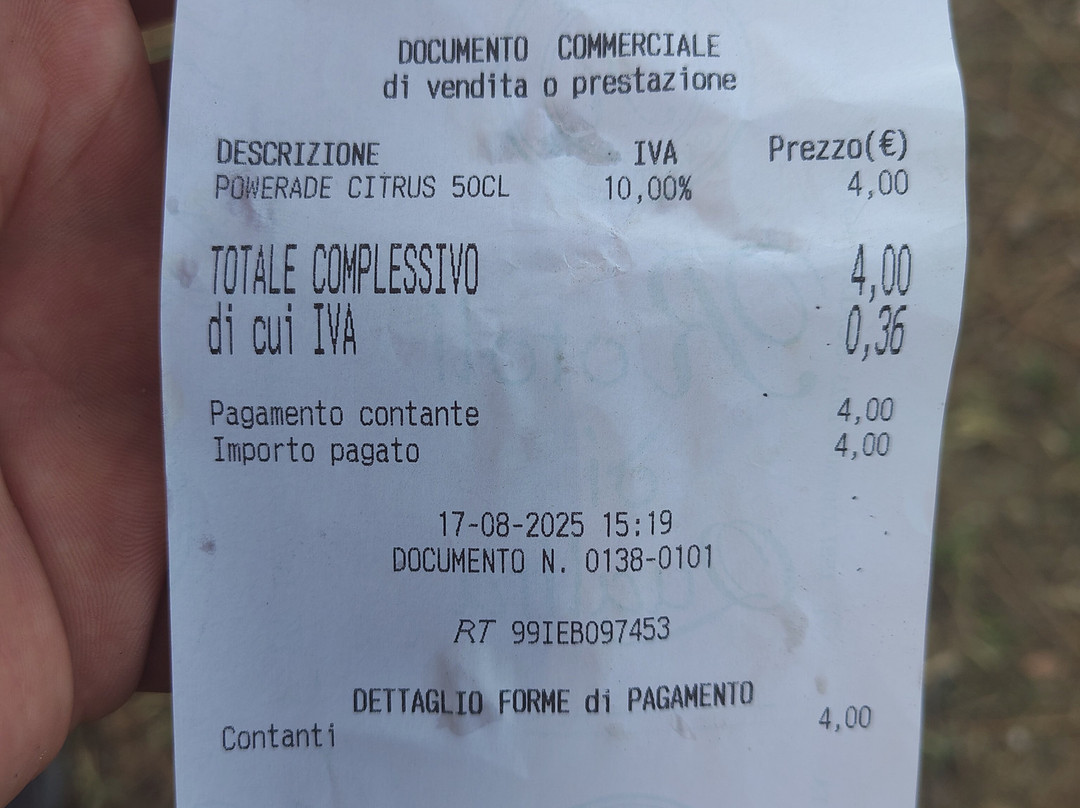 DOCUMENTO COMMERCIALE
di vendita o prestazione
DESCRIZIONE IVA Prezzo(€)
POWERADE CITRUS 50CL 10,00% 4,00
TOTALE COMPLESSIVO 4,00
di cui IVA 0,36
Pagamento contante 4,00
Importo pagato 4,00
17-08-2025 15:19
DOCUMENTO N. 0138-0101
RT 99IEB097453
DETTAGLIO FORME di PAGAMENTO
Contanti 4,00